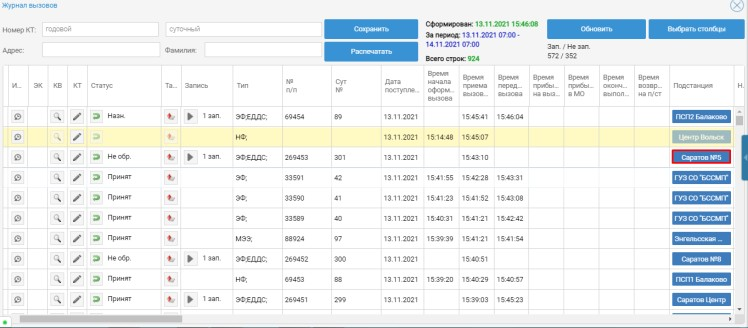 Журнал вызовов
Номер КТ: годовой суточный Сохранить Сформирован: 13.11.2021 15:46:08 Обновить Выбрать столбцы
За период: 13.11.2021 07:00 -
14.11.2021 07:00
Адрес: Фамилия: Распечатать Зап. / Не зап.
572 / 352
Всего строк: 924
И... ЭК КВ КТ Статус Та... Запись Тип № п/п Сут № Дата поступле... Время начала оформ... вызова Время приема вызов... Время перед... вызова Время прибы... на выз... Время прибы... в МО Время оконч... выпол... Время возвр... на п/ст Подстанция Н
Назн. 1 зап. ЭФ;ЕДДС; 69454 89 13.11.2021 15:45:41 15:46:04 ПСП2 Балаково
НФ; 13.11.2021 15:14:48 15:45:07 Центр Вольск
Не обр. 1 зап. ЭФ;ЕДДС; 269453 301 13.11.2021 15:43:10 Саратов №5
Принят ЭФ; 33591 42 13.11.2021 15:41:55 15:42:28 15:43:31 ГУЗ СО "БССМП"
Принят ЭФ; 33590 41 13.11.2021 15:41:23 15:41:52 15:43:08 ГУЗ СО "БССМП"
Принят ЭФ; 33589 40 13.11.2021 15:40:31 15:41:21 15:42:42 ГУЗ СО "БССМП"
Принят МЭЭ; 88924 97 13.11.2021 15:39:39 15:41:21 15:41:54 Энгельсская ...
Не обр. 1 зап. ЭФ;ЕДДС; 269452 300 13.11.2021 15:40:51 Саратов №8
Принят НФ; 69453 88 13.11.2021 15:39:20 15:40:29 15:40:57 ПСП1 Балаково
Принят 1 зап. ЭФ;ЕДДС; 269451 299 13.11.2021 15:39:03 15:45:23 Саратов Центр